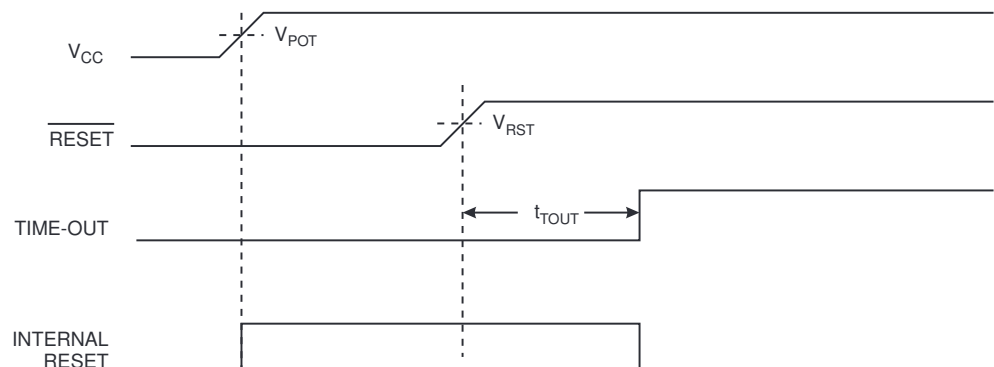 V_POT
V_CC
V_RST
RESET
t_TOUT
TIME-OUT
INTERNAL
RESET